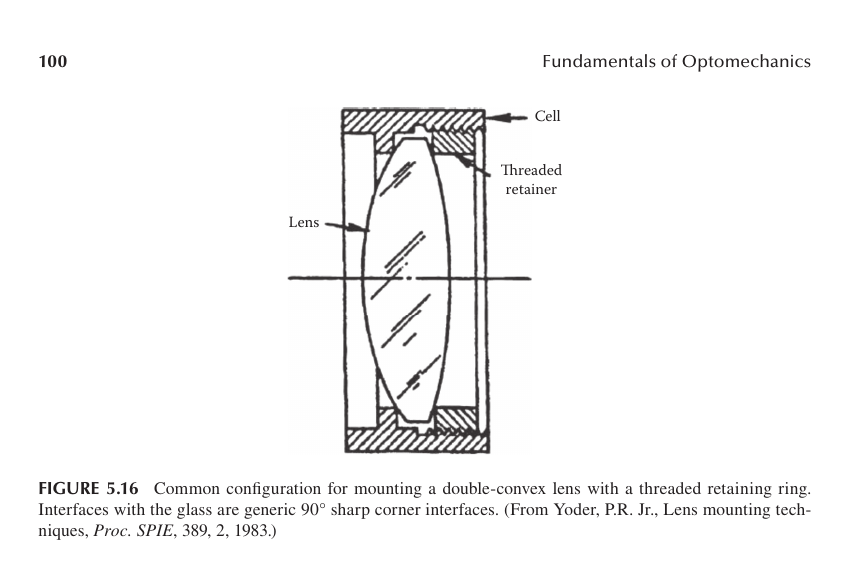 100
Fundamentals of Optomechanics
Cell
Threaded
retainer
Lens
FIGURE 5.16 Common configuration for mounting a double-convex lens with a threaded retaining ring.
Interfaces with the glass are generic 90° sharp corner interfaces. (From Yoder, P.R. Jr., Lens mounting tech-
niques, Proc. SPIE, 389, 2, 1983.)